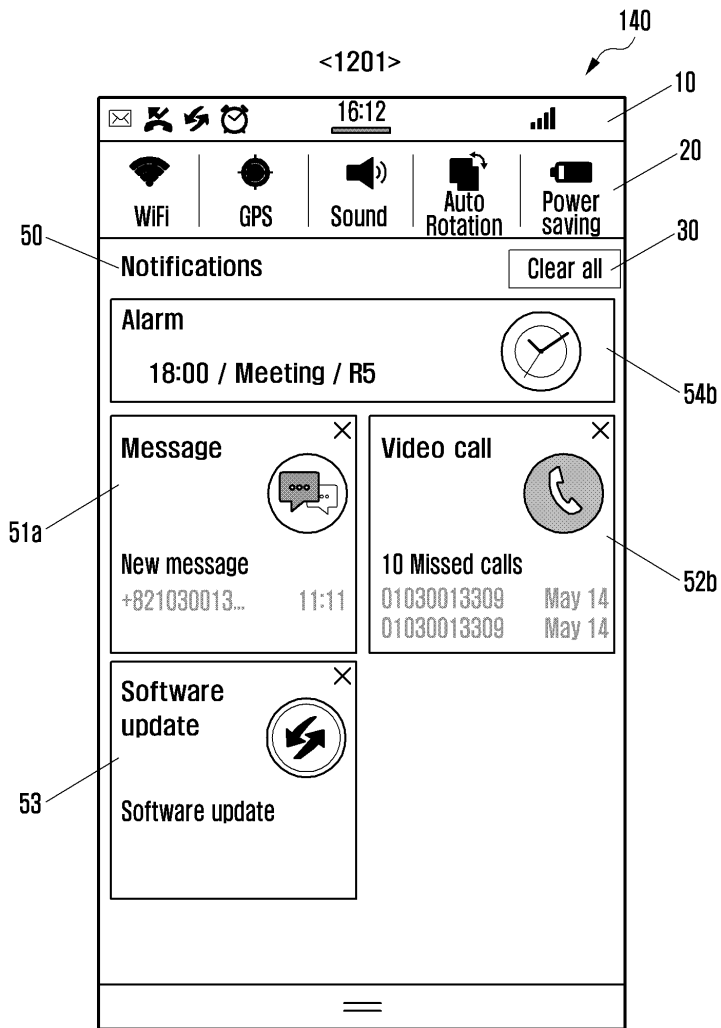 140
<1201>
16:12
10
WiFi
GPS
Sound
Auto
Rotation
Power
saving
20
50
Notifications
Clear all
30
Alarm
18:00 / Meeting / R5
54b
Message
Video call
51a
New message
+821030013...
11:11
10 Missed calls
01030013309
May 14
01030013309
May 14
52b
Software
update
53
Software update